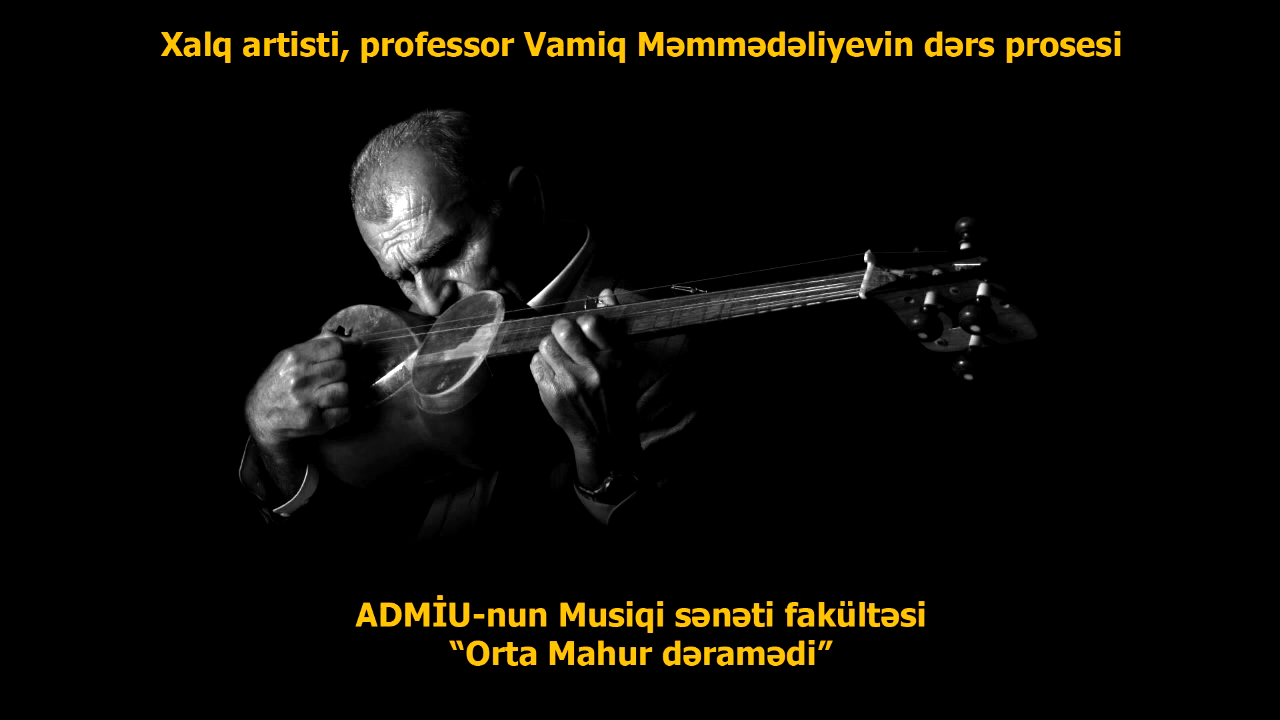 Xalq artisti, professor Vamiq Məmmədəliyevin dərs prosesi
ADMİU-nun Musiqi sənəti fakültəsi
“Orta Mahur dəramədi”